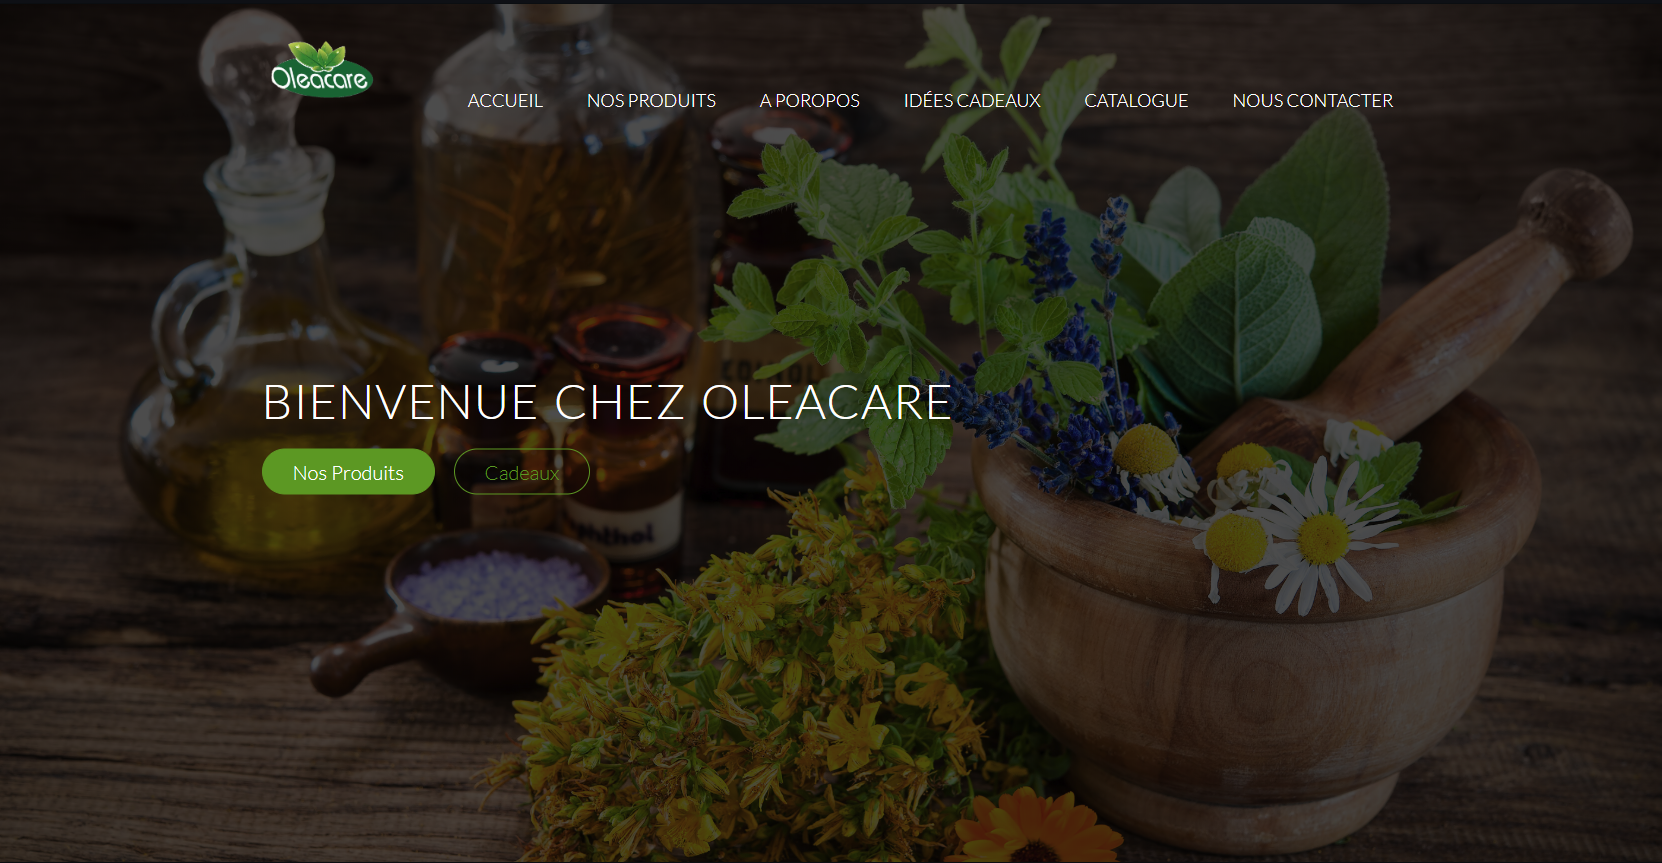 Oleacare
ACCUEIL NOS PRODUITS A POROPOS IDÉES CADEAUX CATALOGUE NOUS CONTACTER
BIENVENUE CHEZ OLEACARE
Nos Produits Cadeaux